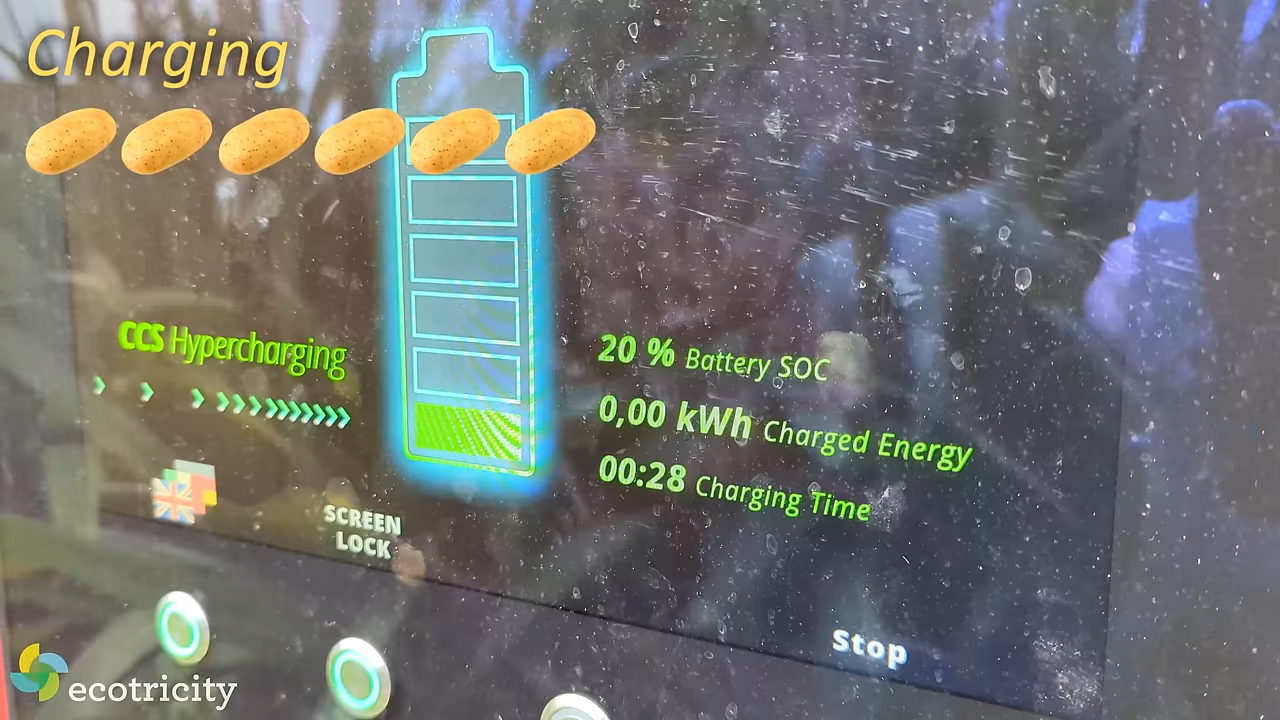 Charging
CCS Hypercharging
20 % Battery SOC
0,00 kWh Charged Energy
00:28 Charging Time
SCREEN
LOCK
Stop
ecotricity